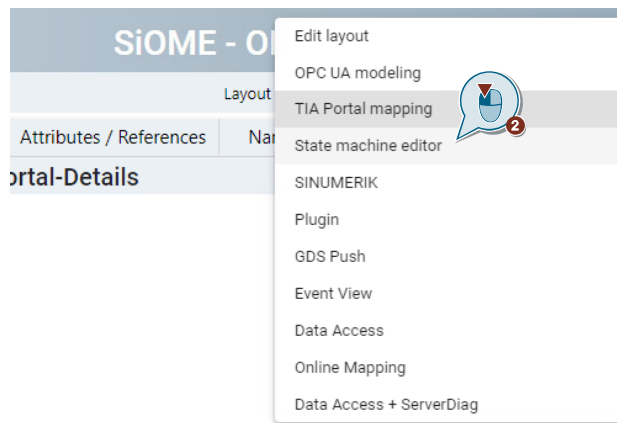 SiOME - O
Layout
Attributes / References
ortal-Details
Edit layout
OPC UA modeling
TIA Portal mapping
2
State machine editor
SINUMERIK
Plugin
GDS Push
Event View
Data Access
Online Mapping
Data Access + ServerDiag